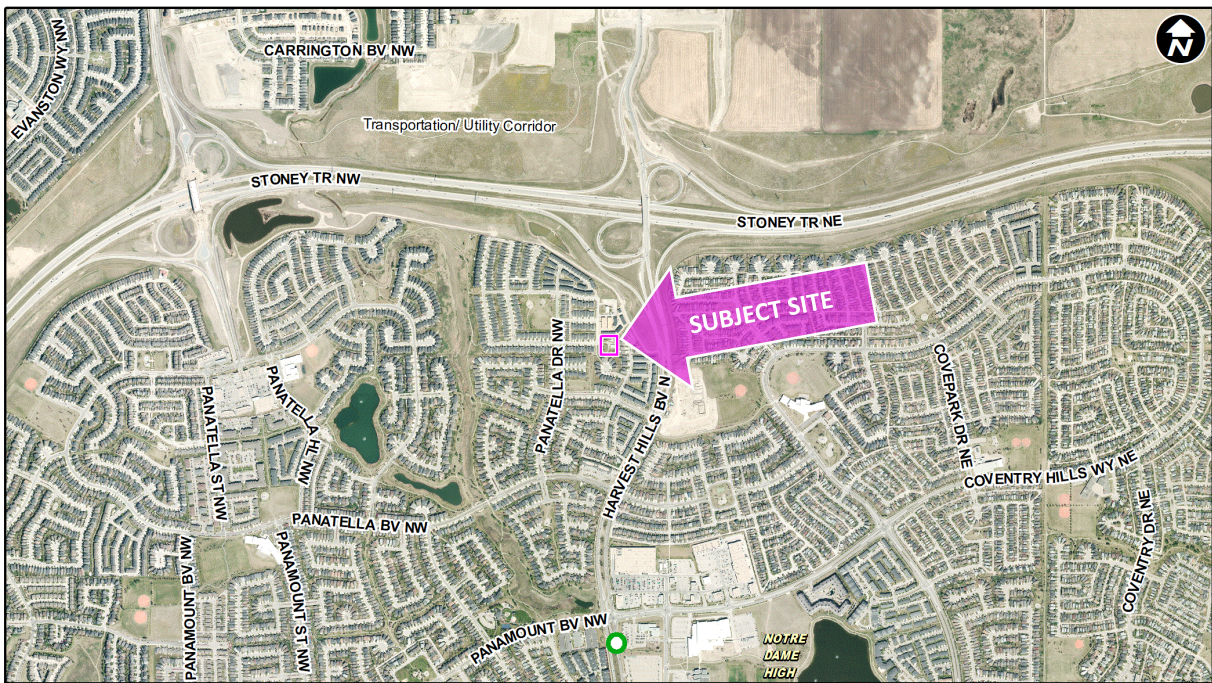 N
CARRINGTON BV NW
EVANSTON WY NW
Transportation/ Utility Corridor
STONEY TR NW
STONEY TR NE
SUBJECT SITE
PANATELLA DR NW
COVEPARK DR NE
PANATELLA ST NW
PANATELLA HL NW
HARVEST HILLS BV N
COVENTRY HILLS WY NE
PANATELLA BV NW
COVENTRY DR NE
PANAMOUNT BV NW
PANAMOUNT ST NW
PANAMOUNT BV NW
NOTRE
DAME
HIGH